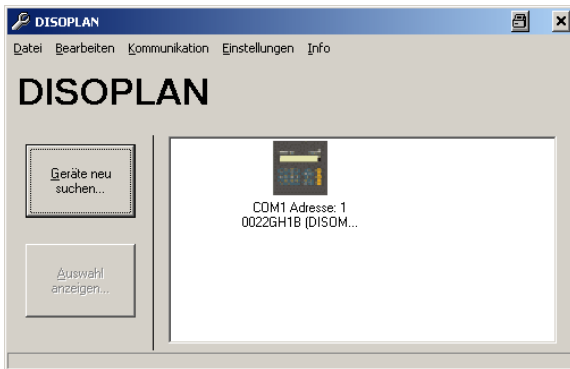 DISOPLAN
Datei Bearbeiten Kommunikation Einstellungen Info
DISOPLAN
Geräte neu
suchen...
COM1 Adresse: 1
0022GH1B (DISOM...
Auswahl
anzeigen...